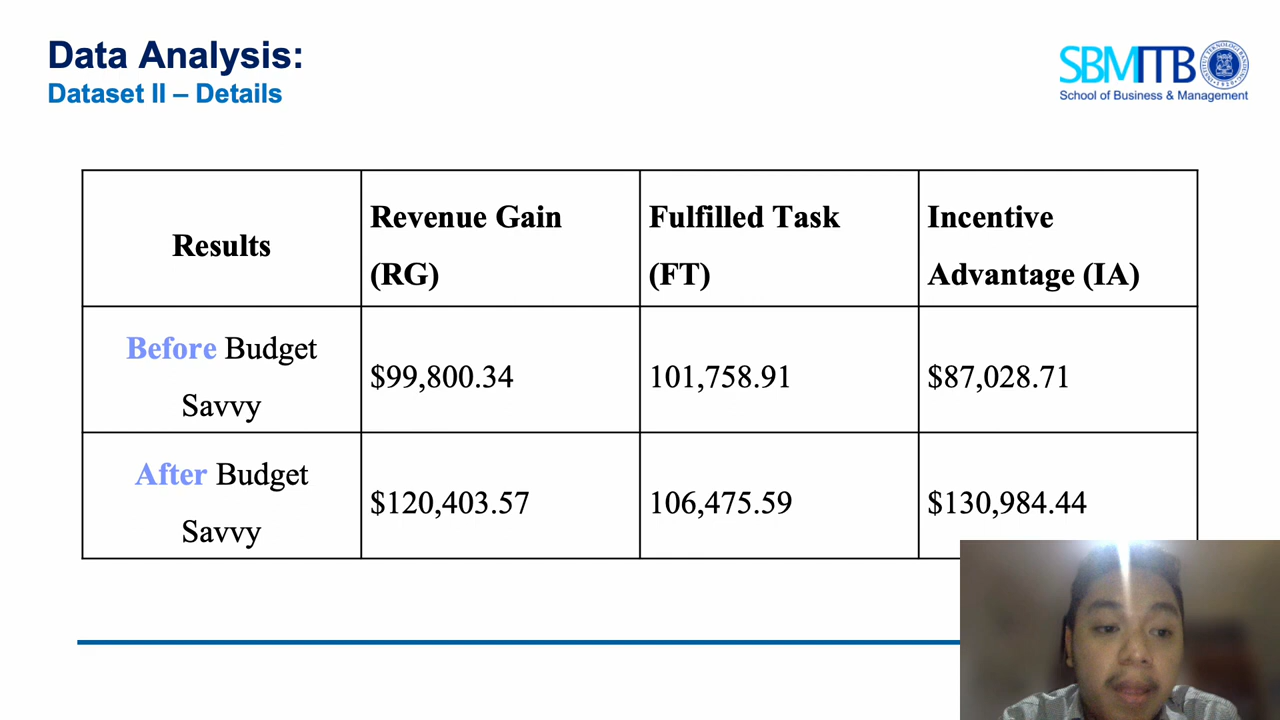 Data Analysis:
Dataset II – Details
SBMITB
School of Business & Management
Results
Revenue Gain
(RG)
Fulfilled Task
(FT)
Incentive
Advantage (IA)
Before Budget
Savvy
$99,800.34
101,758.91
$87,028.71
After Budget
Savvy
$120,403.57
106,475.59
$130,984.44